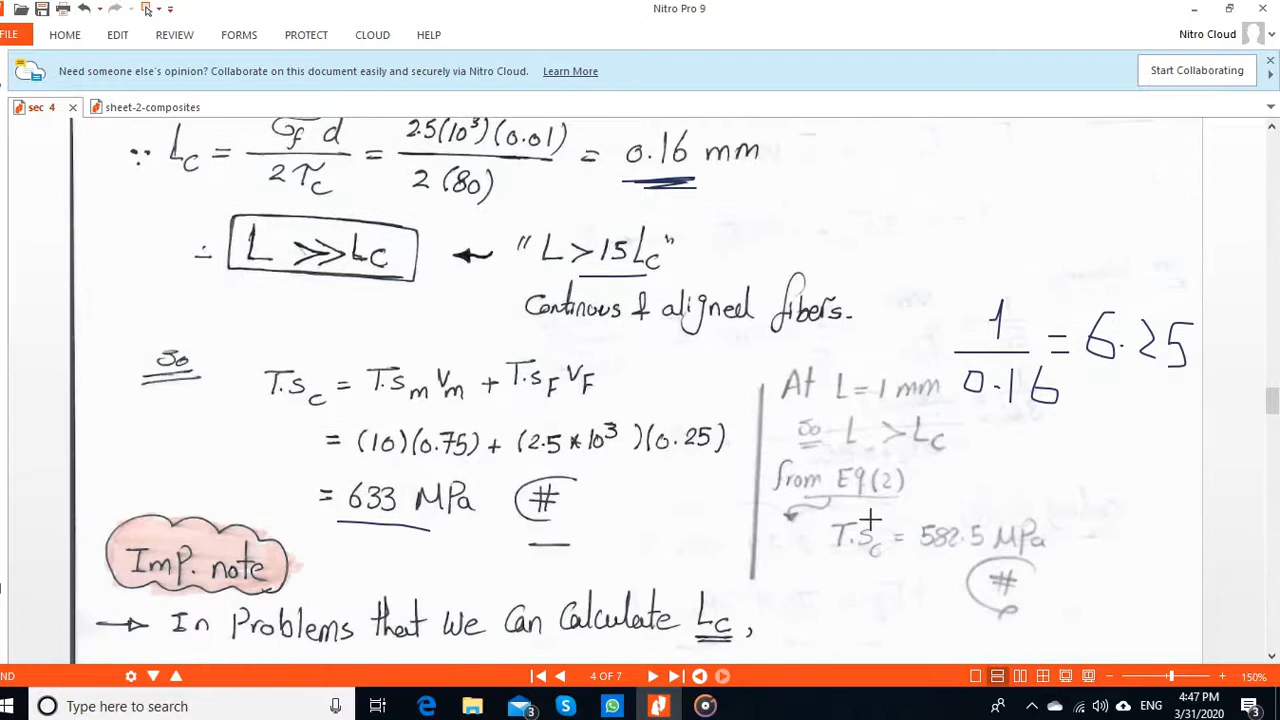 Nitro Pro 9
FILE HOME EDIT REVIEW FORMS PROTECT CLOUD HELP
Nitro Cloud
Need someone else's opinion? Collaborate on this document easily and securely via Nitro Cloud. Learn More
Start Collaborating
sec 4
sheet-2-composites
∵ Lc = σf d / 2τc = 2.5(10³)(0.01) / 2 (80) = 0.16 mm
∴ L >>> Lc ← "L > 15Lc"
Continous & aligned fibers.
1 / 0.16 = 6.25
So
T.Sc = T.Sm Vm + T.SF VF
= (10)(0.75) + (2.5*10³)(0.25)
= 633 MPa #
At L = 1 mm
so L > Lc
from Eq(2)
T.Sc = 582.5 MPa
#
Imp. note
→ In Problems that we can calculate Lc,
ND
4 OF 7
150%
Type here to search
3
ENG
4:47 PM
3/31/2020
3